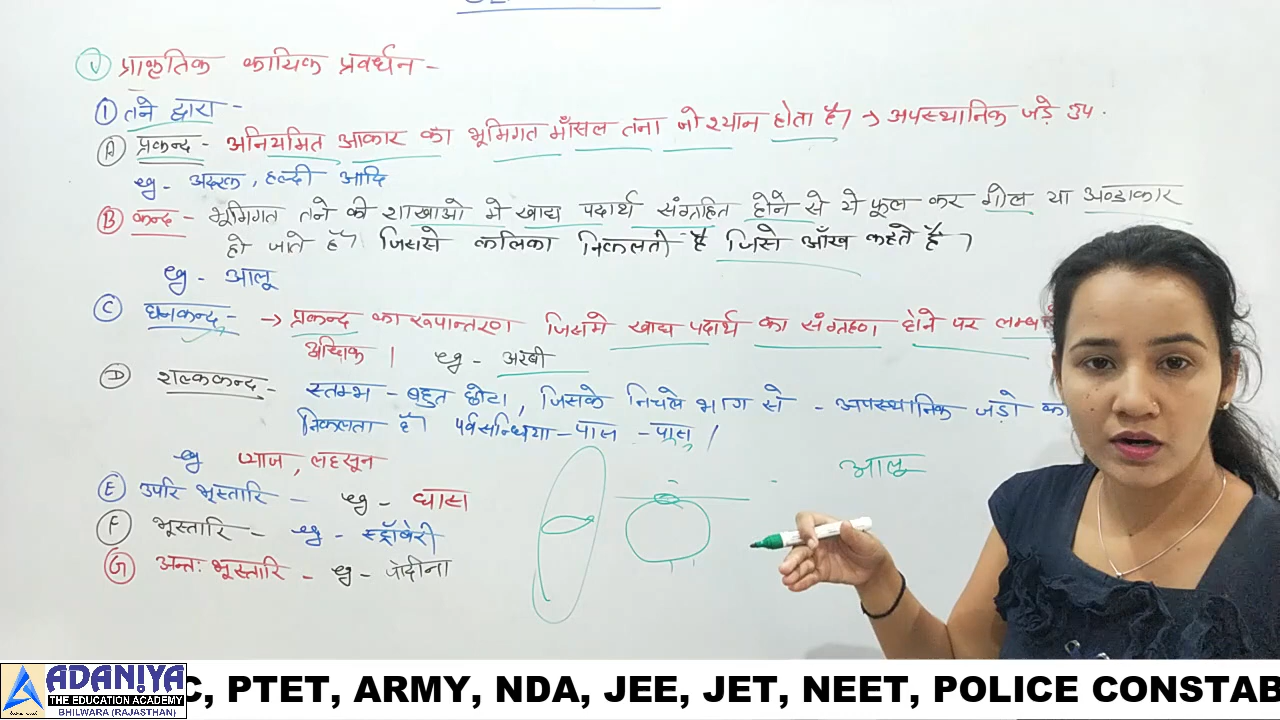 ① प्राकृतिक कायिक प्रवर्धन -
① तने द्वारा -
Ⓐ प्रकन्द - अनियमित आकार का भूमिगत माँसल तना जो श्यान होता है। → अपस्थानिक जड़े उप.
eg - अदरक, हल्दी आदि
Ⓑ कन्द - भूमिगत तने की शाखाओ मे खाद्य पदार्थ संग्रहित होने से ये फूल कर गोल या अण्डाकार
हो जाते हैं। जिससे कलिका निकलती है जिसे आँख कहते है।
eg - आलू
Ⓒ घनकन्द - → प्रकन्द का रूपान्तरण जिसमे खाद्य पदार्थ का संग्रहण होने पर
अधिक। eg - अरबी
Ⓓ शल्ककन्द - स्तम्भ - बहुत छोटा, जिसके निचले भाग से - अपस्थानिक जड़ो का
निकलता हैं। पर्वसन्धिया - पास - पास।
eg प्याज, लहसून
Ⓔ उपरि भूस्तारि - eg - घास
Ⓕ भूस्तारि - eg - स्ट्रॉबेरी
Ⓖ अन्तः भूस्तारि - eg - पोदीना
आलू
ADANIYA
THE EDUCATION ACADEMY
BHILWARA (RAJASTHAN)
C, PTET, ARMY, NDA, JEE, JET, NEET, POLICE CONSTAB